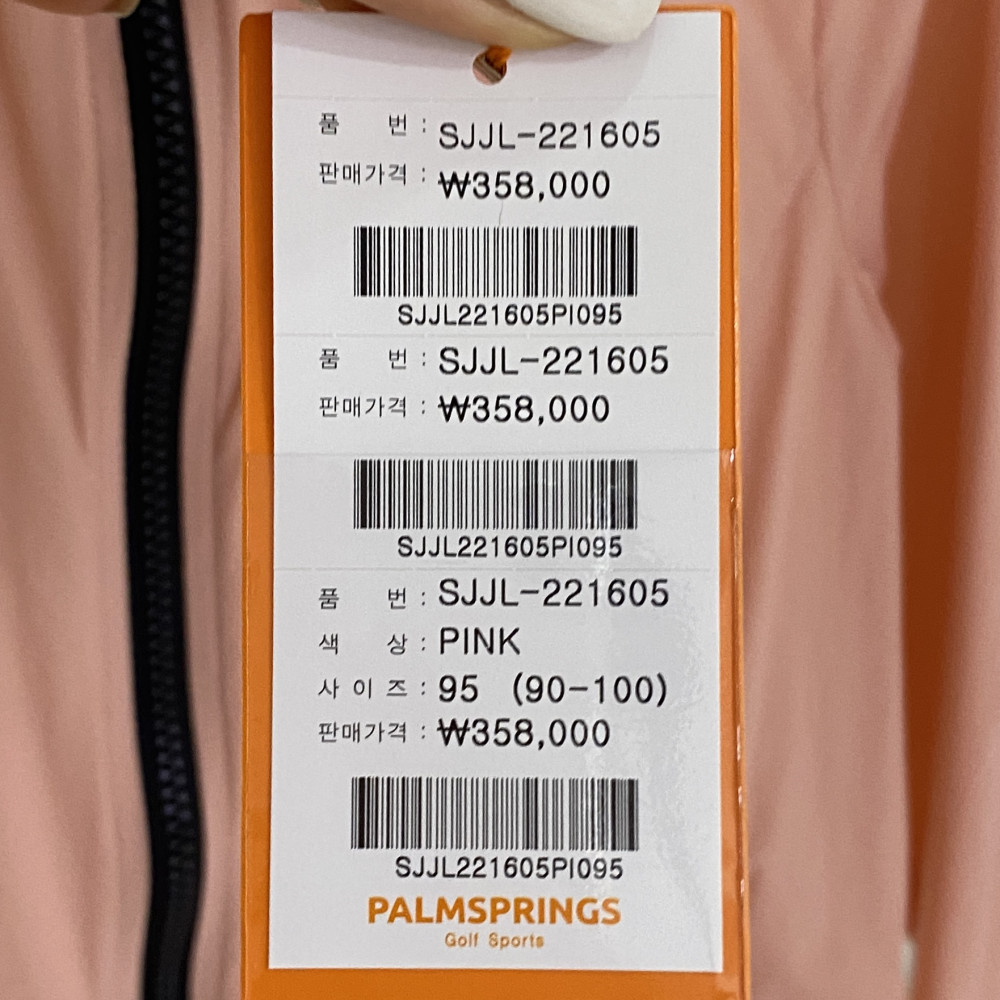 품 번 : SJJL-221605
판매가격 : ₩358,000
SJJL221605PI095
품 번 : SJJL-221605
판매가격 : ₩358,000
SJJL221605PI095
품 번 : SJJL-221605
색 상 : PINK
사 이 즈 : 95 (90-100)
판매가격 : ₩358,000
SJJL221605PI095
PALMSPRINGS
Golf Sports